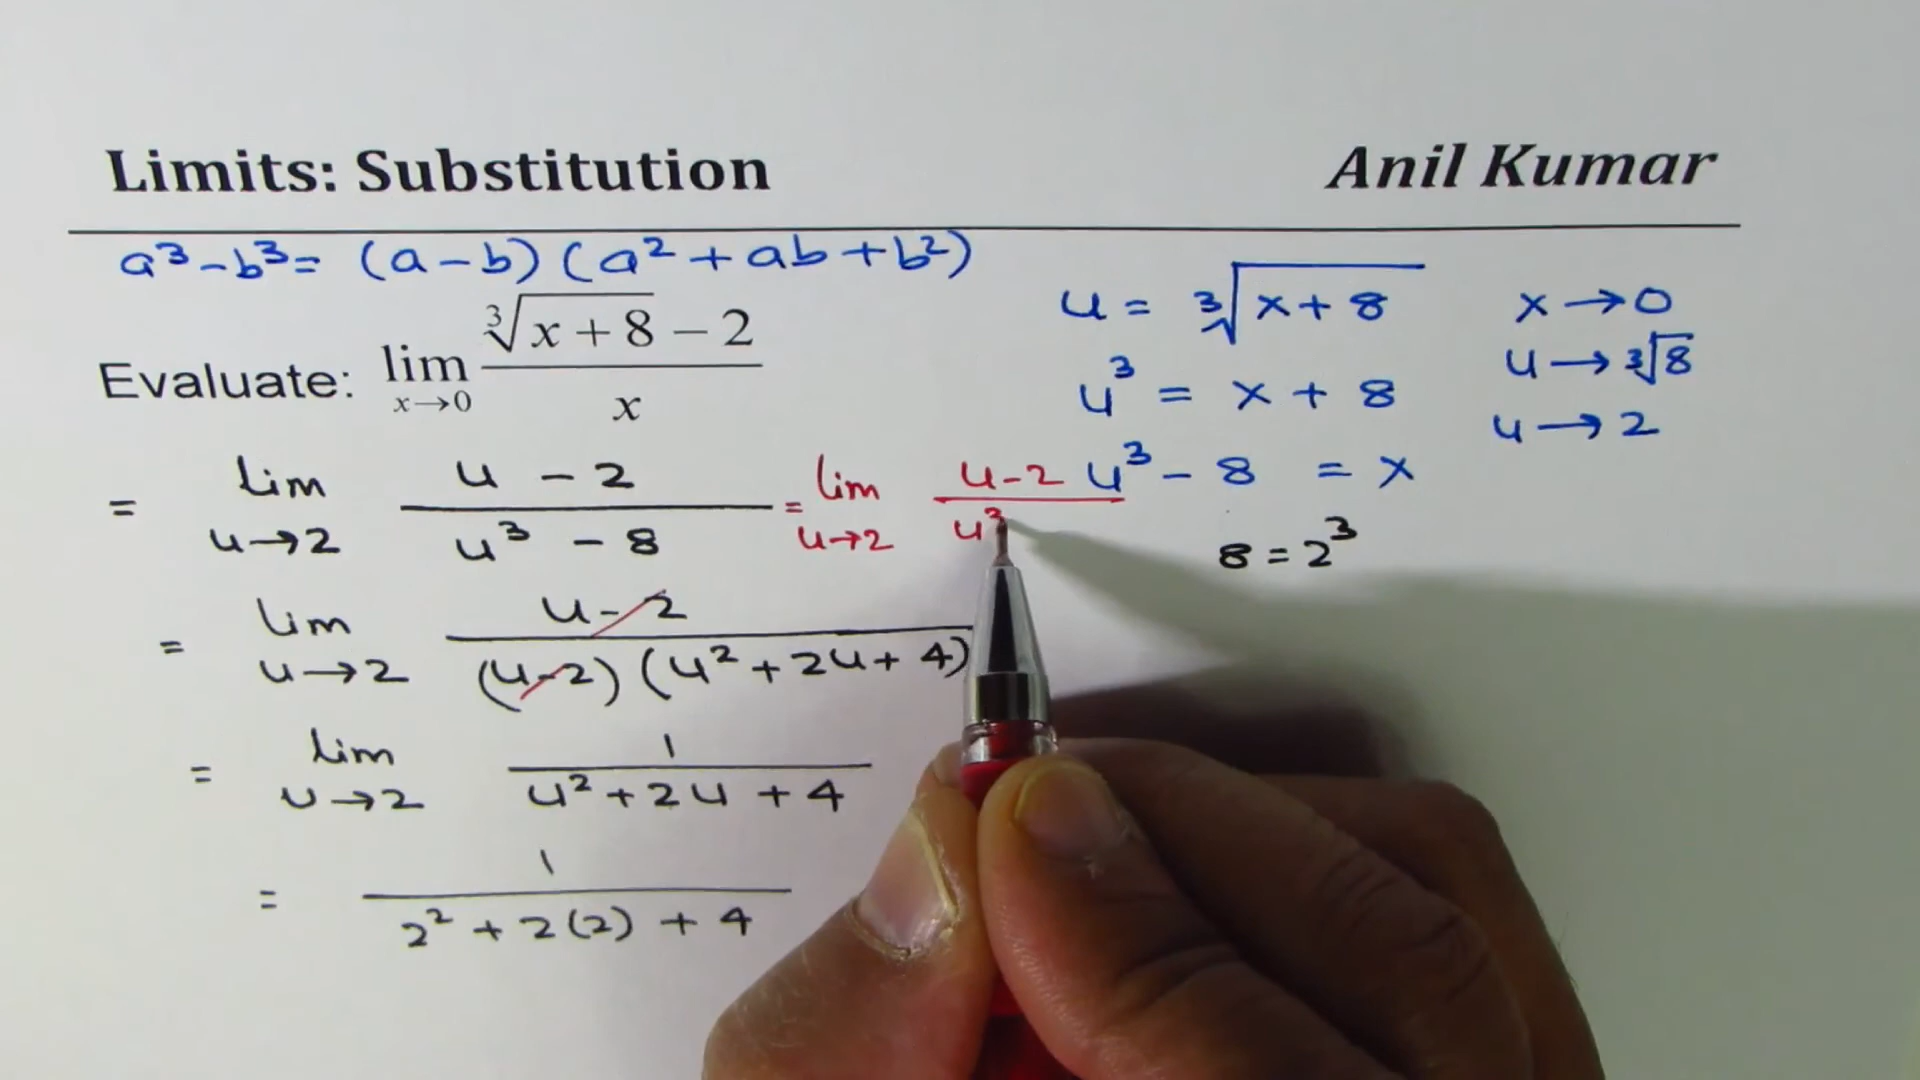 Limits: Substitution Anil Kumar
a³ - b³ = (a - b) (a² + ab + b²)
Evaluate: lim x→0 (∛(x + 8) - 2) / x
= lim u→2 (u - 2) / (u³ - 8) = lim u→2 (u - 2) / u³
= lim u→2 (u - 2) / ((u - 2) (u² + 2u + 4))
= lim u→2 1 / (u² + 2u + 4)
= 1 / (2² + 2(2) + 4)
u = ∛(x + 8)
u³ = x + 8
u³ - 8 = x
8 = 2³
x → 0
u → ∛8
u → 2